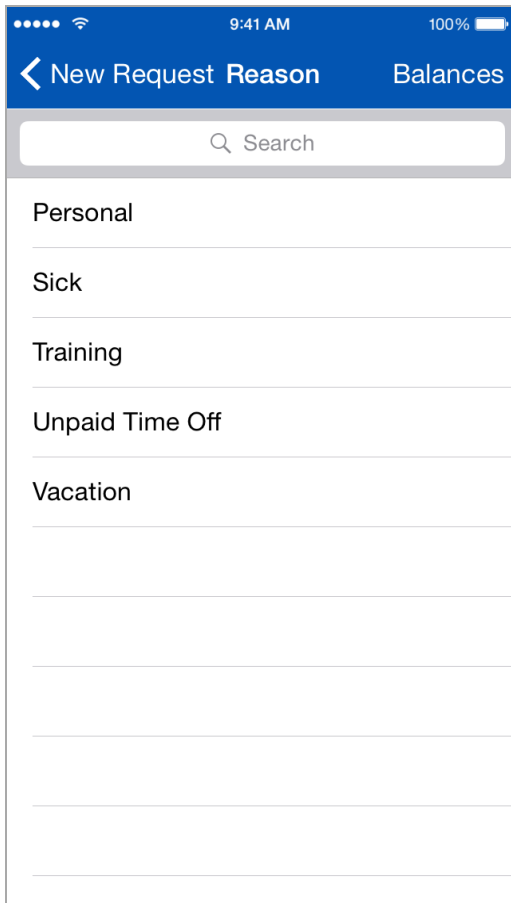 9:41 AM 100%
New Request Reason Balances
Search
Personal
Sick
Training
Unpaid Time Off
Vacation